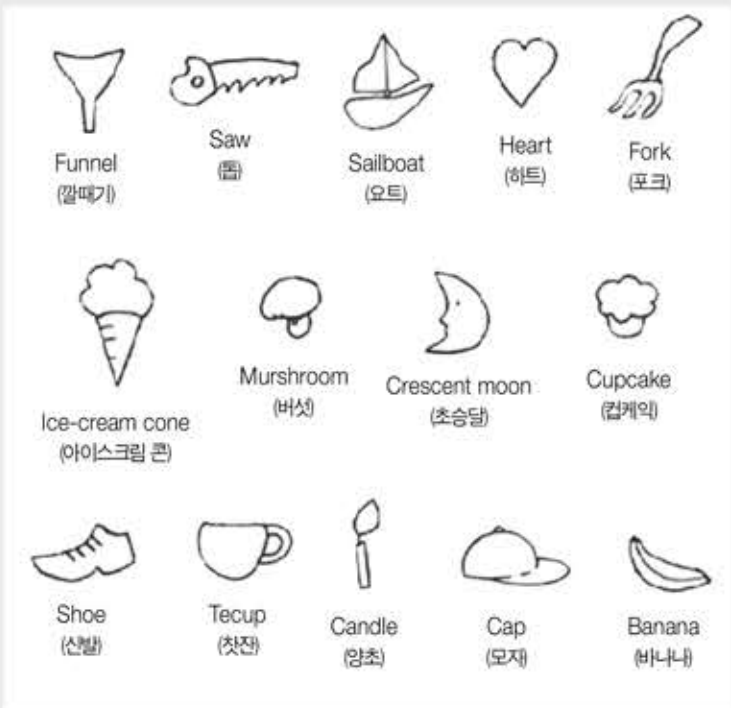 Funnel
(깔때기)
Saw
(톱)
Sailboat
(요트)
Heart
(하트)
Fork
(포크)
Ice-cream cone
(아이스크림 콘)
Murshroom
(버섯)
Crescent moon
(초승달)
Cupcake
(컵케익)
Shoe
(신발)
Tecup
(찻잔)
Candle
(양초)
Cap
(모자)
Banana
(바나나)